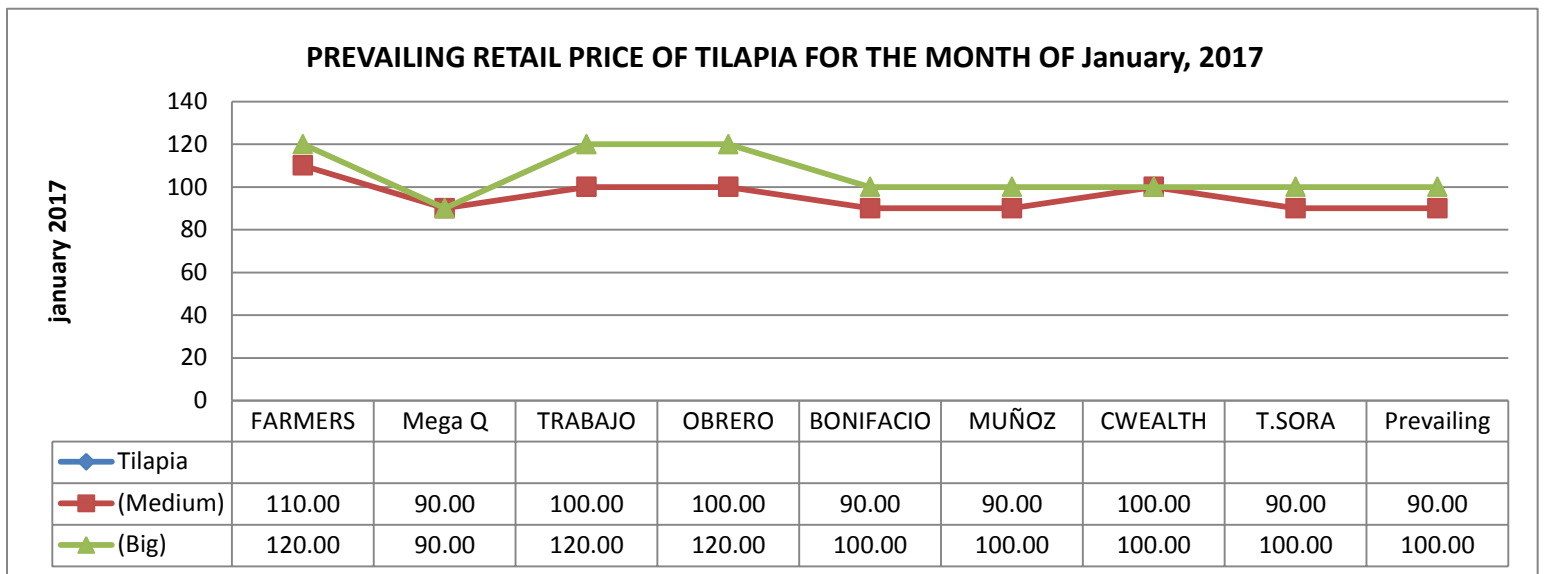 PREVAILING RETAIL PRICE OF TILAPIA FOR THE MONTH OF January, 2017
january 2017
140
120
100
80
60
40
20
0
FARMERS Mega Q TRABAJO OBRERO BONIFACIO MUÑOZ CWEALTH T.SORA Prevailing
Tilapia
(Medium) 110.00 90.00 100.00 100.00 90.00 90.00 100.00 90.00 90.00
(Big) 120.00 90.00 120.00 120.00 100.00 100.00 100.00 100.00 100.00